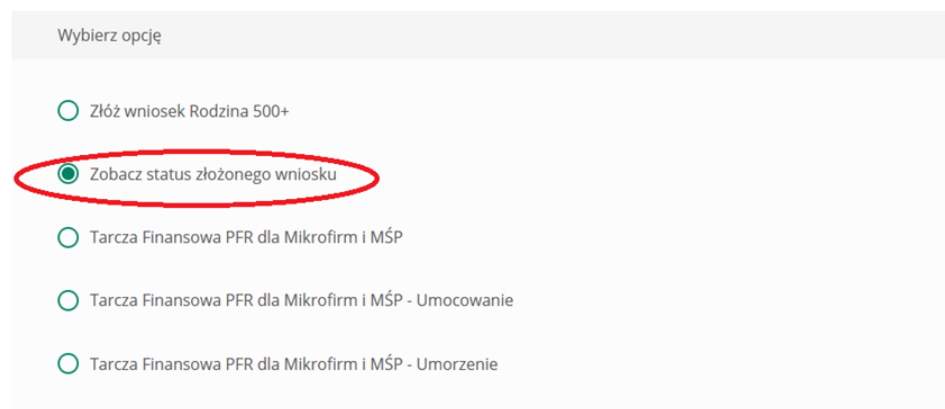 Wybierz opcję
Złóż wniosek Rodzina 500+
Zobacz status złożonego wniosku
Tarcza Finansowa PFR dla Mikrofirm i MŚP
Tarcza Finansowa PFR dla Mikrofirm i MŚP - Umocowanie
Tarcza Finansowa PFR dla Mikrofirm i MŚP - Umorzenie